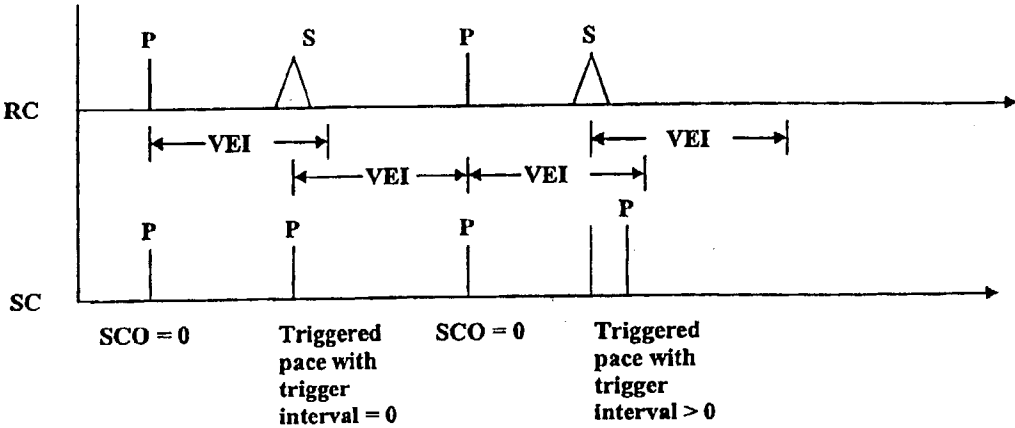 P S P S
RC
VEI VEI
VEI VEI
P
P P P
SC
SCO = 0 Triggered SCO = 0 Triggered
pace with pace with
trigger trigger
interval = 0 interval > 0